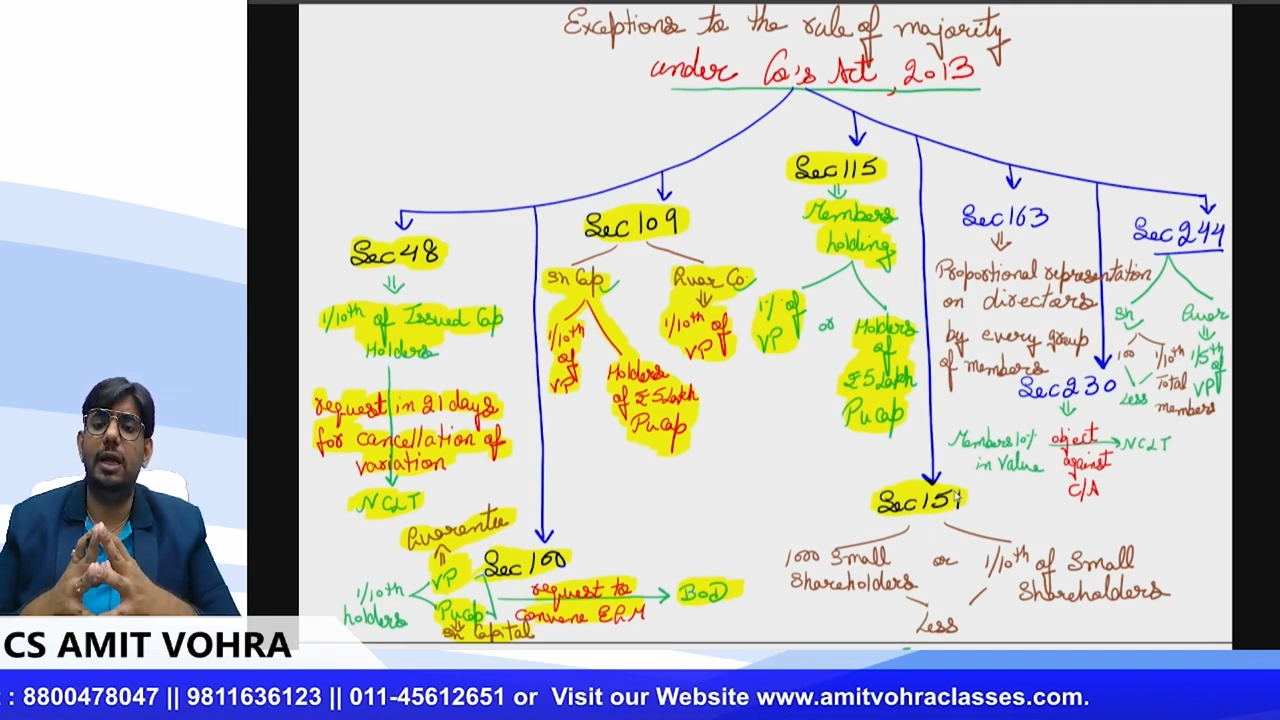 Exceptions to the rule of majority
under Co's Act, 2013
Sec 48
1/10th of Issued Cap
Holders
request in 21 days
for cancellation of
variation
NCLT
Sec 109
Sh Cap
1/10th
of
VP
Holders
of ₹5 Lakh
Pucap
Guar Co.
1/10th of
VP
Sec 100
1/10th
holders
VP
Guarantee
Pucap
Sh Capital
request to
Convene EGM
BoD
Sec 115
Members
holding
1% of
VP
or
Holders
of
₹5 Lakh
Pu cap
Sec 151
1000 Small
Shareholders
or
1/10th of Small
Shareholders
Less
Sec 163
Proportional representation
on directors
by every group
of members
Sec 230
Members 10%
in Value
object
against
C/A
NCLT
Sec 244
Sh
100
1/10th
Total
members
Less
Guar
1/5th
of
VP
CS AMIT VOHRA
: 8800478047 || 9811636123 || 011-45612651 or Visit our Website www.amitvohraclasses.com.